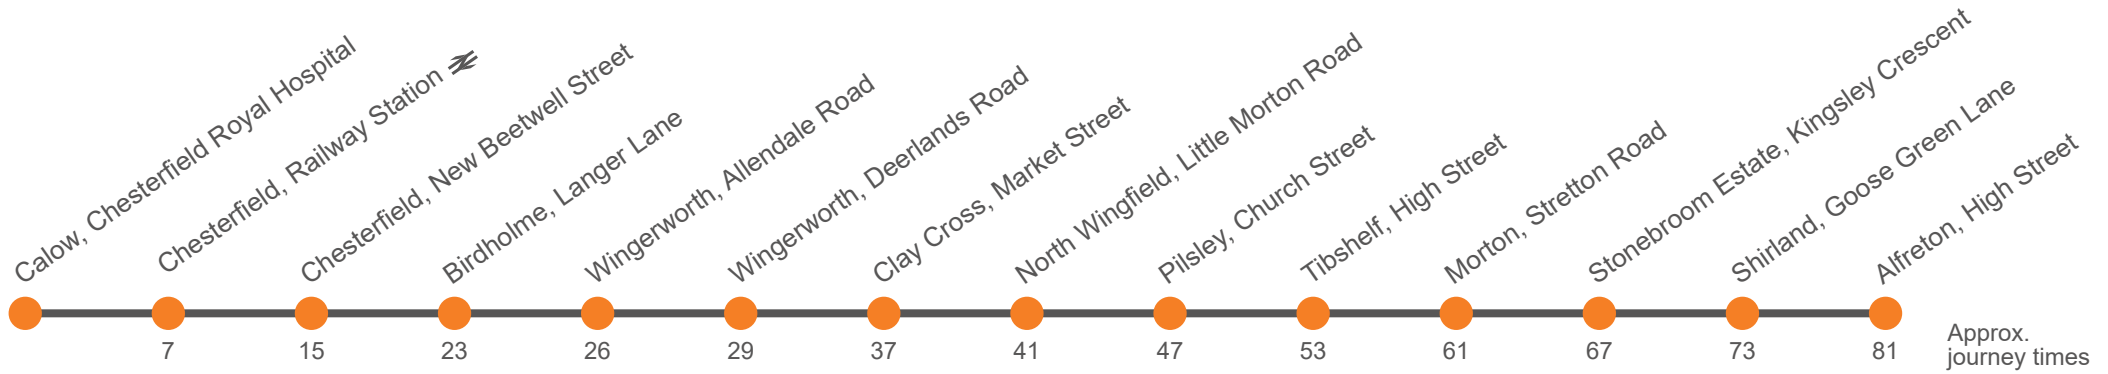 Calow, Chesterfield Royal Hospital
Chesterfield, Railway Station
Chesterfield, New Beetwell Street
Birdholme, Langer Lane
Wingerworth, Allendale Road
Wingerworth, Deerlands Road
Clay Cross, Market Street
North Wingfield, Little Morton Road
Pilsley, Church Street
Tibshelf, High Street
Morton, Stretton Road
Stonebroom Estate, Kingsley Crescent
Shirland, Goose Green Lane
Alfreton, High Street
7 15 23 26 29 37 41 47 53 61 67 73 81
Approx.
journey times